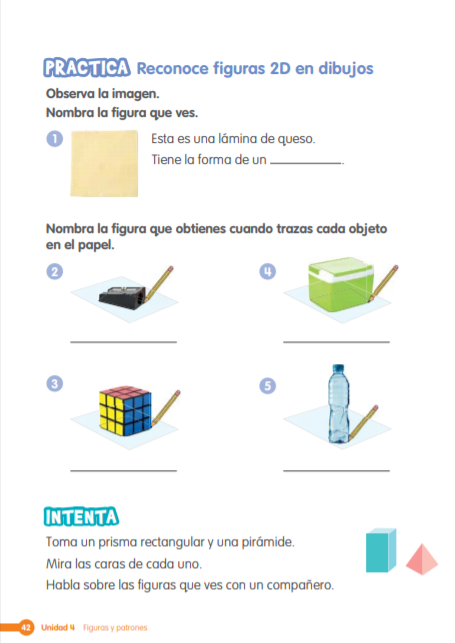 PRACTICA Reconoce figuras 2D en dibujos
Observa la imagen.
Nombra la figura que ves.
1 Esta es una lámina de queso.
Tiene la forma de un __________.
Nombra la figura que obtienes cuando trazas cada objeto
en el papel.
2
4
3
5
INTENTA
Toma un prisma rectangular y una pirámide.
Mira las caras de cada uno.
Habla sobre las figuras que ves con un compañero.
42 Unidad 4 Figuras y patrones